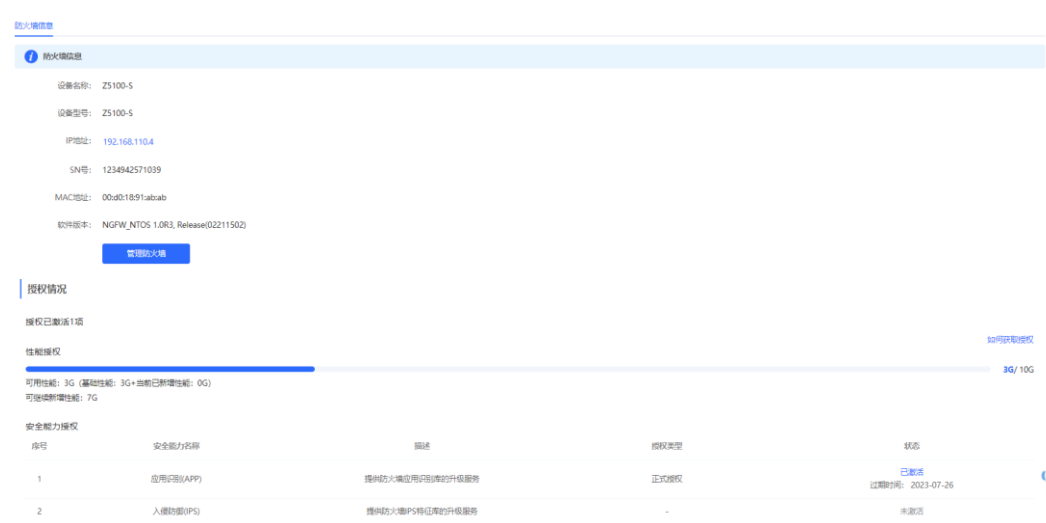 防火墙信息
防火墙信息
设备名称： Z5100-S
设备型号： Z5100-S
IP地址： 192.168.110.4
SN号： 1234942571039
MAC地址： 00:d0:18:91:ab:ab
软件版本： NGFW_NTOS 1.0R3, Release(02211502)
管理防火墙
授权情况
授权已激活1项
如何获取授权
性能授权
3G/ 10G
可用性能：3G（基础性能：3G+当前已新增性能：0G）
可继续新增性能：7G
安全能力授权
序号 安全能力名称 描述 授权类型 状态
1 应用识别(APP) 提供防火墙应用识别库的升级服务 正式授权 已激活
过期时间： 2023-07-26
2 入侵防御(IPS) 提供防火墙IPS特征库的升级服务 - 未激活